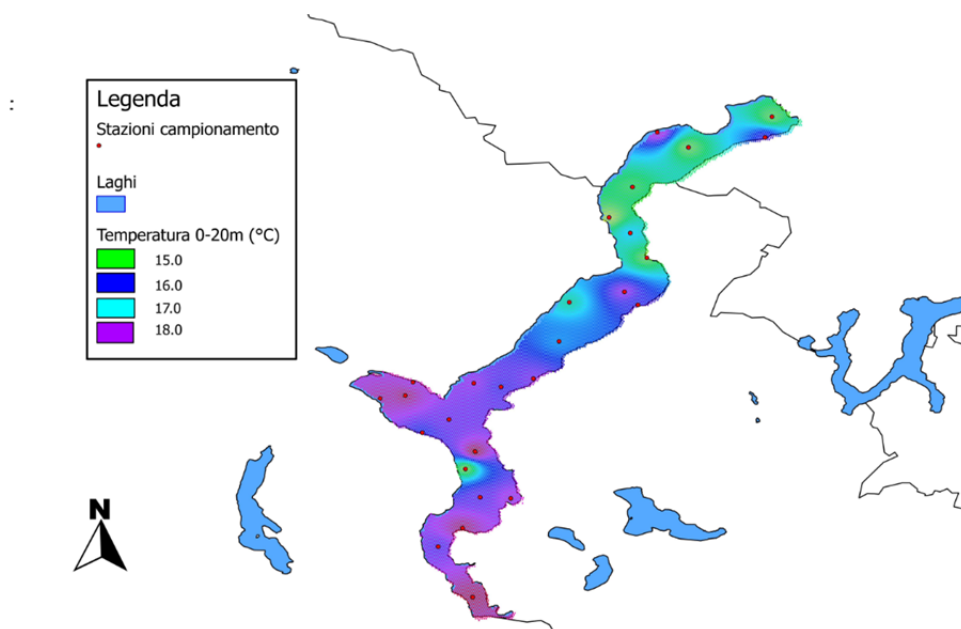 :
Legenda
Stazioni campionamento
Laghi
Temperatura 0-20m (°C)
15.0
16.0
17.0
18.0
N